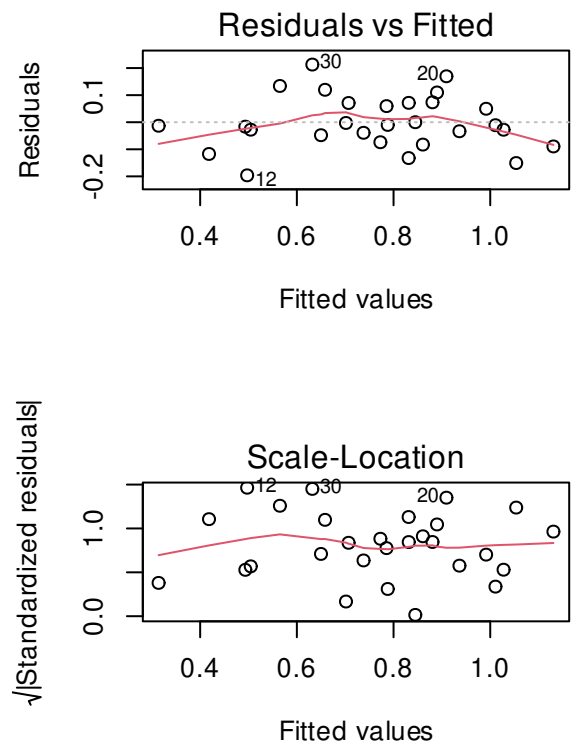 Residuals vs Fitted
Residuals
0.1
-0.2
30
20
12
0.4 0.6 0.8 1.0
Fitted values
Scale-Location
√|Standardized residuals|
1.0
0.0
12
30
20
0.4 0.6 0.8 1.0
Fitted values